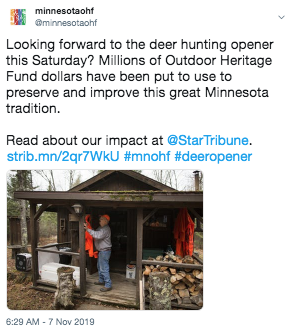 minnesotaohf
@minnesotaohf
Looking forward to the deer hunting opener
this Saturday? Millions of Outdoor Heritage
Fund dollars have been put to use to
preserve and improve this great Minnesota
tradition.
Read about our impact at @StarTribune.
strib.mn/2qr7WkU #mnohf #deeropener
6:29 AM - 7 Nov 2019